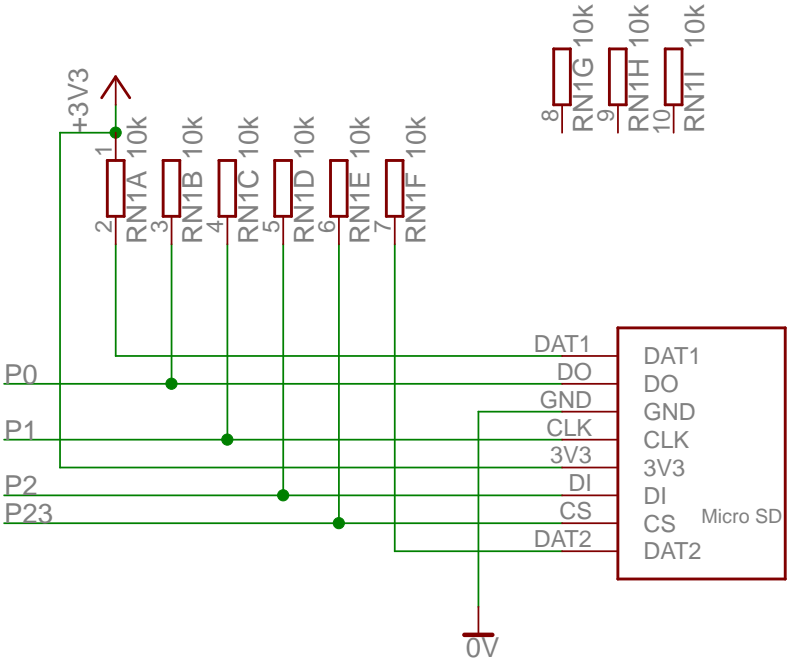 +3V3
1
2
RN1A 10k
3
RN1B 10k
4
RN1C 10k
5
RN1D 10k
6
RN1E 10k
7
RN1F 10k
8
RN1G 10k
9
RN1H 10k
10
RN1I 10k
P0
P1
P2
P23
DAT1
DO
GND
CLK
3V3
DI
CS
DAT2
DAT1
DO
GND
CLK
3V3
DI
CS
DAT2
Micro SD
0V